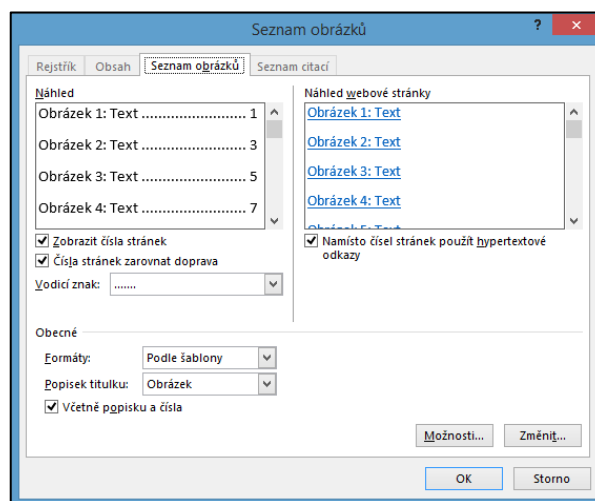 Seznam obrázků
?
Rejstřík
Obsah
Seznam obrázků
Seznam citací
Náhled
Obrázek 1: Text ......................... 1
Obrázek 2: Text ......................... 3
Obrázek 3: Text ......................... 5
Obrázek 4: Text ......................... 7
Zobrazit čísla stránek
Čísla stránek zarovnat doprava
Vodicí znak: .......
Náhled webové stránky
Obrázek 1: Text
Obrázek 2: Text
Obrázek 3: Text
Obrázek 4: Text
Obrázek 5: Text
Namísto čísel stránek použít hypertextové
odkazy
Obecné
Formáty: Podle šablony
Popisek titulku: Obrázek
Včetně popisku a čísla
Možnosti...
Změnit...
OK
Storno